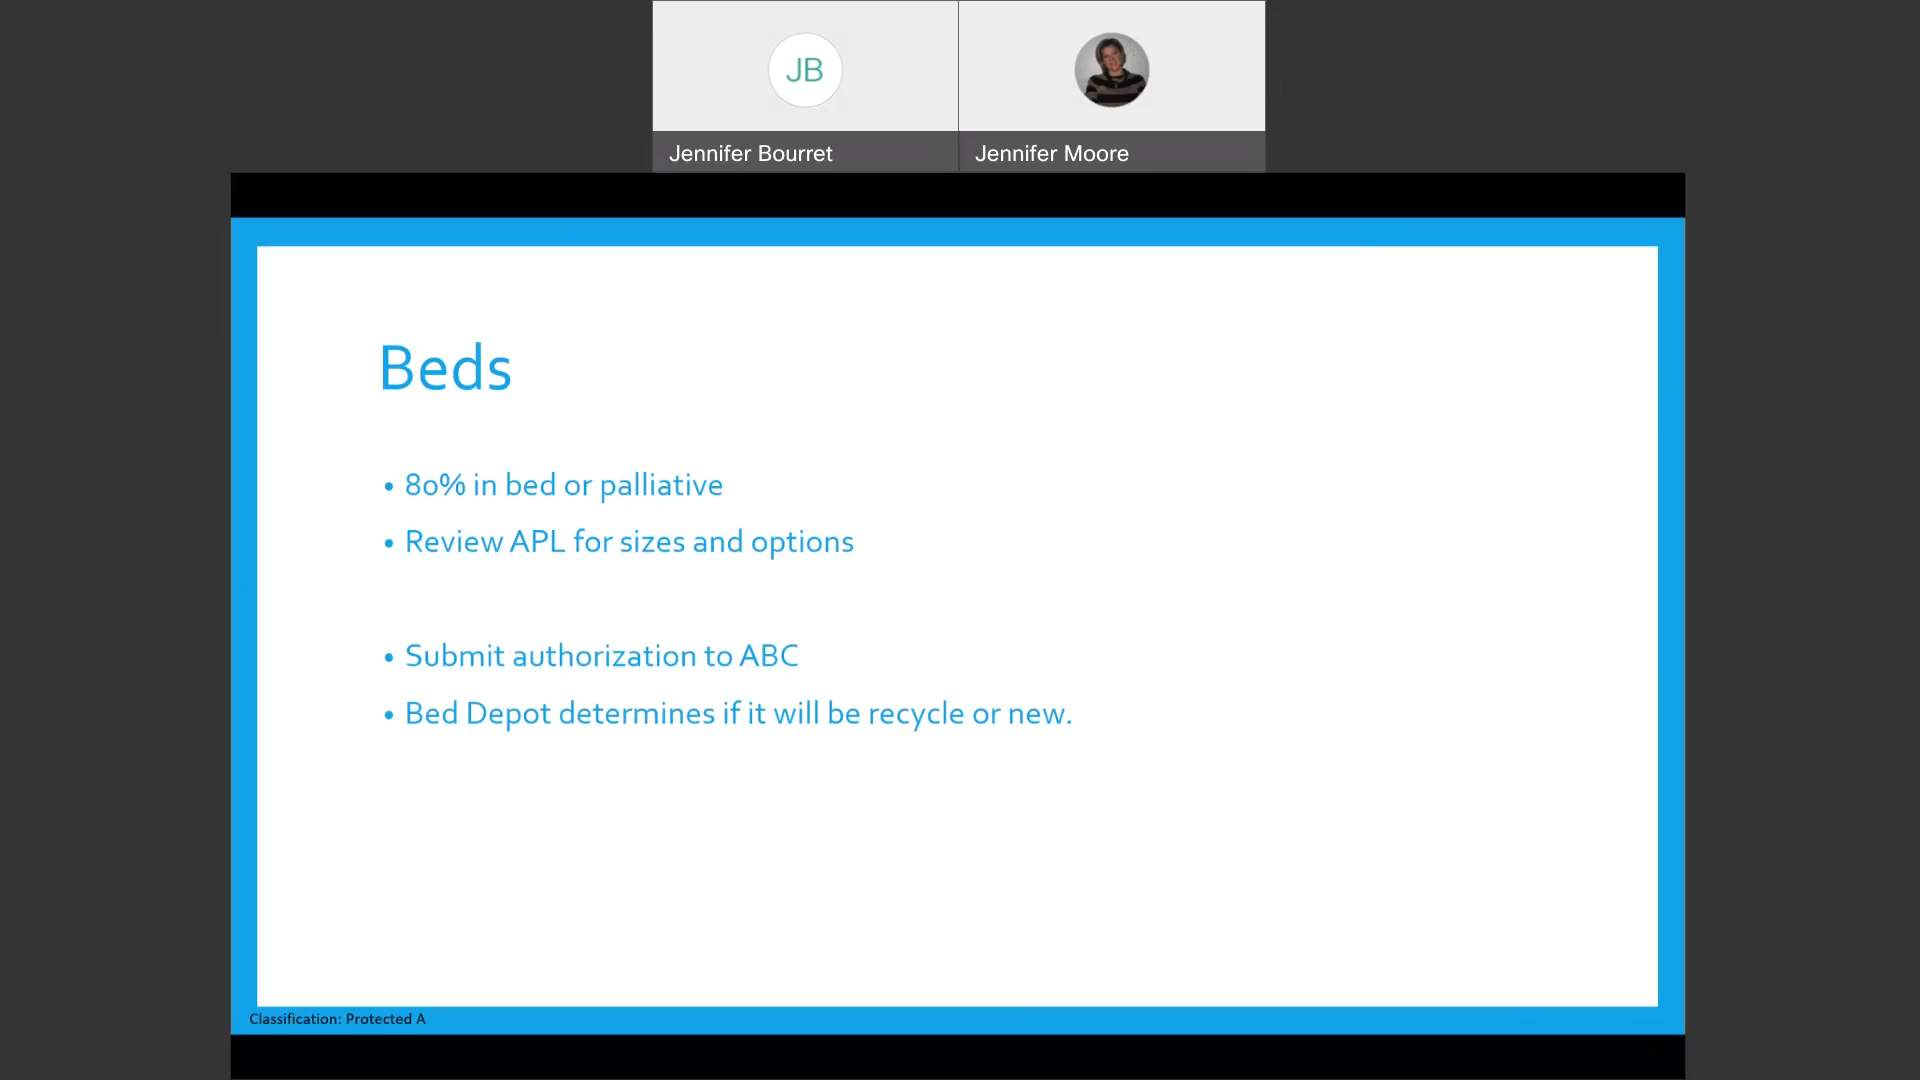 JB
Jennifer Bourret
Jennifer Moore
Beds
• 80% in bed or palliative
• Review APL for sizes and options
• Submit authorization to ABC
• Bed Depot determines if it will be recycle or new.
Classification: Protected A